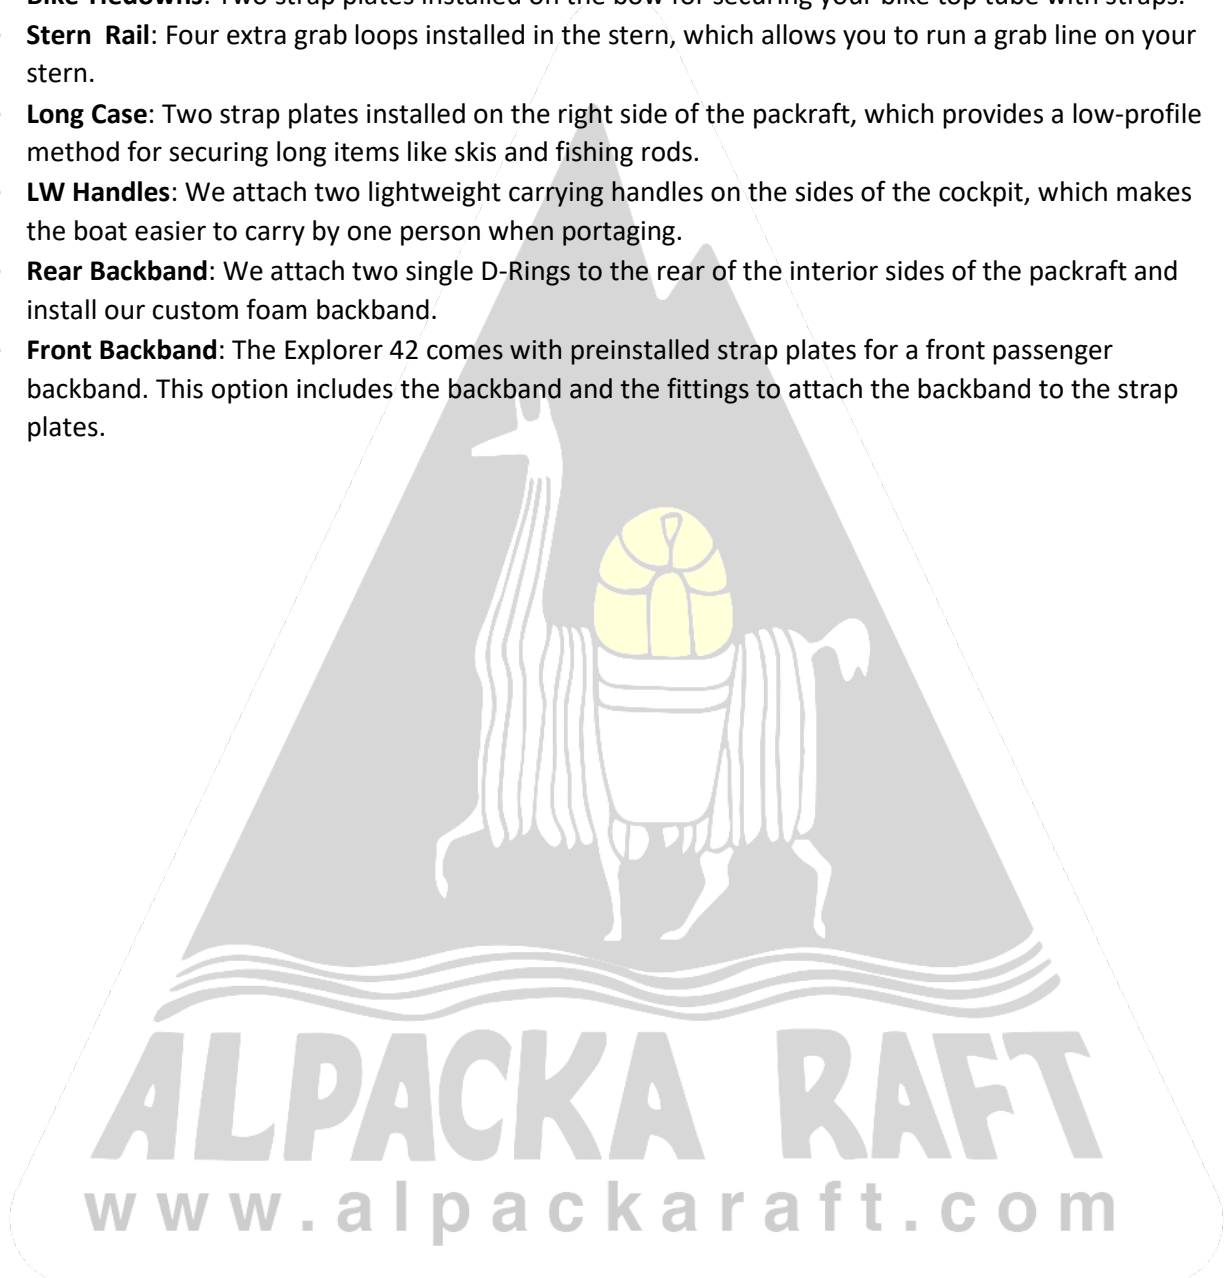 Bike Tiedowns: Two strap plates installed on the bow for securing your bike top tube with straps.
Stern  Rail: Four extra grab loops installed in the stern, which allows you to run a grab line on your
stern.
Long Case: Two strap plates installed on the right side of the packraft, which provides a low-profile
method for securing long items like skis and fishing rods.
LW Handles: We attach two lightweight carrying handles on the sides of the cockpit, which makes
the boat easier to carry by one person when portaging.
Rear Backband: We attach two single D-Rings to the rear of the interior sides of the packraft and
install our custom foam backband.
Front Backband: The Explorer 42 comes with preinstalled strap plates for a front passenger
backband. This option includes the backband and the fittings to attach the backband to the strap
plates.
ALPACKA RAFT
www.alpackaraft.com